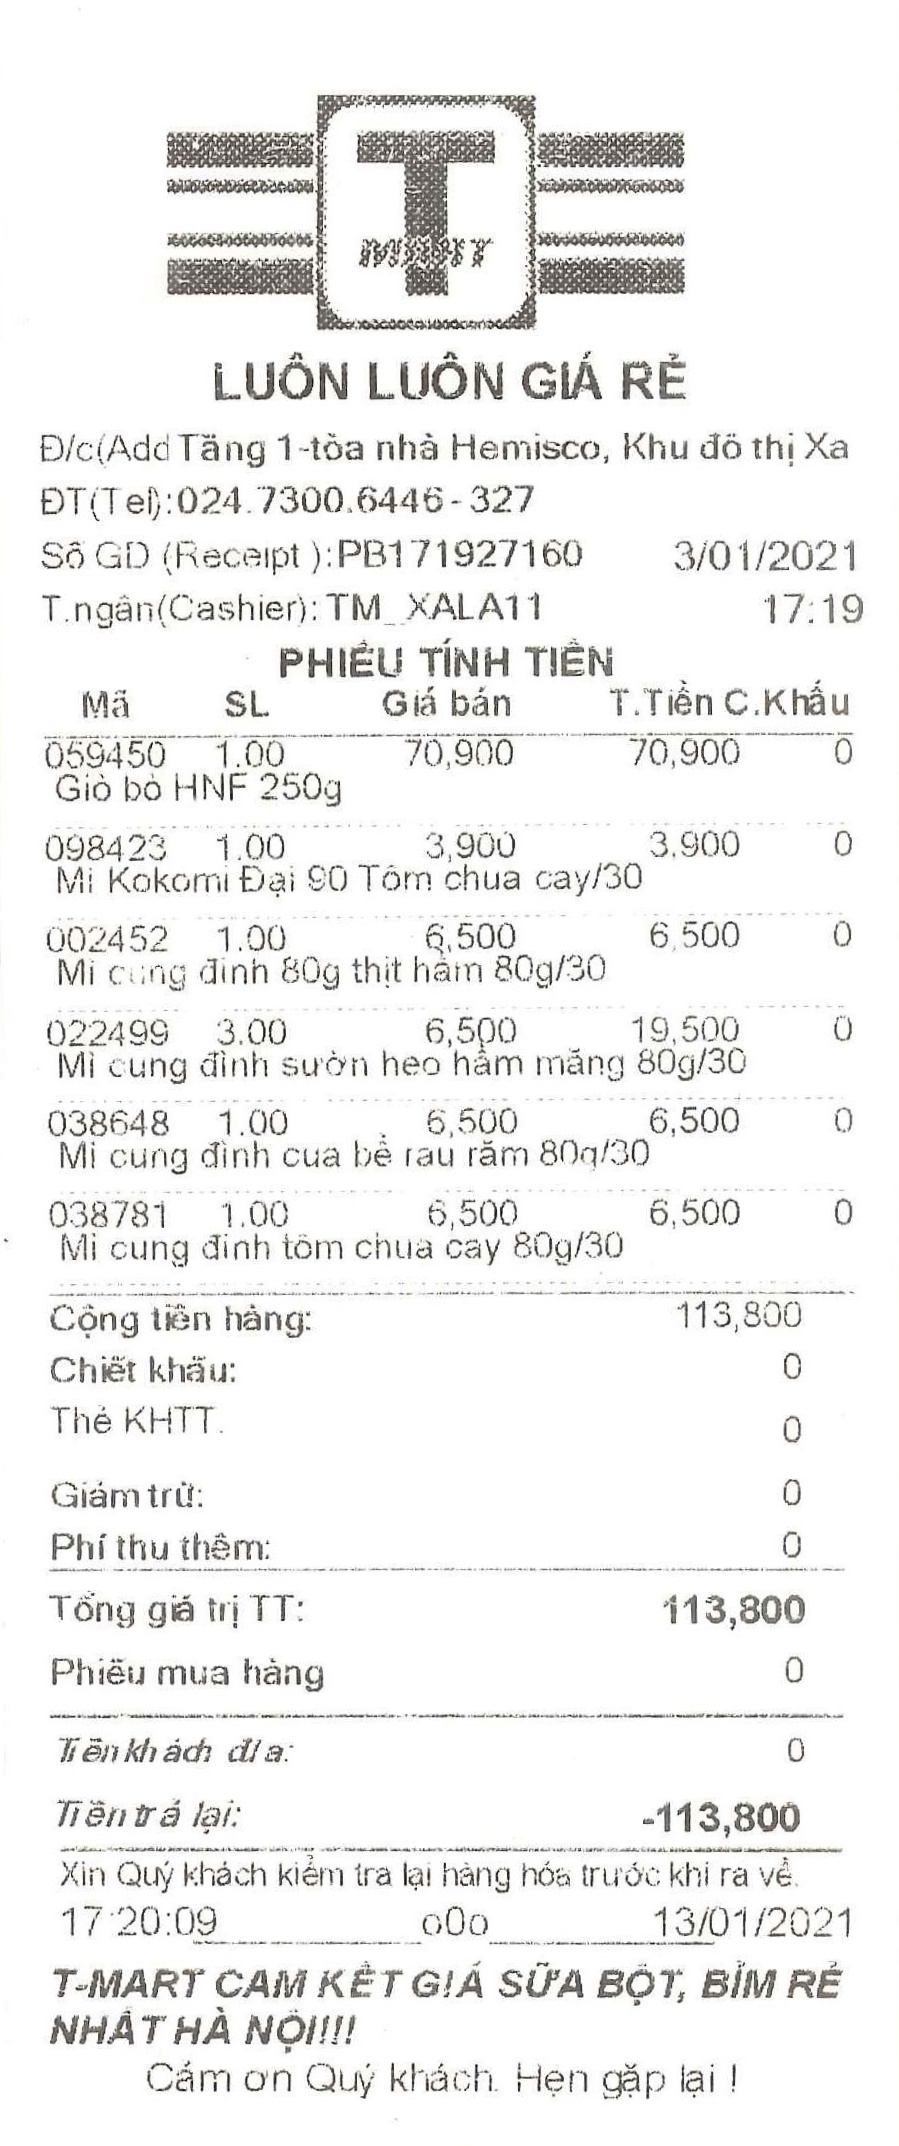 T
MART
LUÔN LUÔN GIÁ RẺ
Đ/c(Add Tầng 1-tòa nhà Hemisco, Khu đô thị Xa
ĐT(Tel):024.7300.6446-327
Số GD (Receipt ):PB171927160 3/01/2021
T.ngân(Cashier): TM_XALA11 17:19
PHIẾU TÍNH TIỀN
Mã SL Giá bán T.Tiền C.Khấu
059450 1.00 70,900 70,900 0
Giò bò HNF 250g
098423 1.00 3,900 3,900 0
Mì Kokomi Đại 90 Tôm chua cay/30
002452 1.00 6,500 6,500 0
Mì cung đình 80g thịt hầm 80g/30
022499 3.00 6,500 19,500 0
Mì cung đình sườn heo hầm măng 80g/30
038648 1.00 6,500 6,500 0
Mì cung đình cua bể rau răm 80g/30
038781 1.00 6,500 6,500 0
Mì cung đình tôm chua cay 80g/30
Cộng tiền hàng: 113,800
Chiết khấu: 0
Thẻ KHTT. 0
Giảm trừ: 0
Phí thu thêm: 0
Tổng giá trị TT: 113,800
Phiếu mua hàng 0
Tiền khách đưa: 0
Tiền trả lại: -113,800
Xin Quý khách kiểm tra lại hàng hóa trước khi ra về.
17:20:09 o0o 13/01/2021
T-MART CAM KẾT GIÁ SỮA BỘT, BỈM RẺ
NHẤT HÀ NỘI!!!
Cảm ơn Quý khách. Hẹn gặp lại !